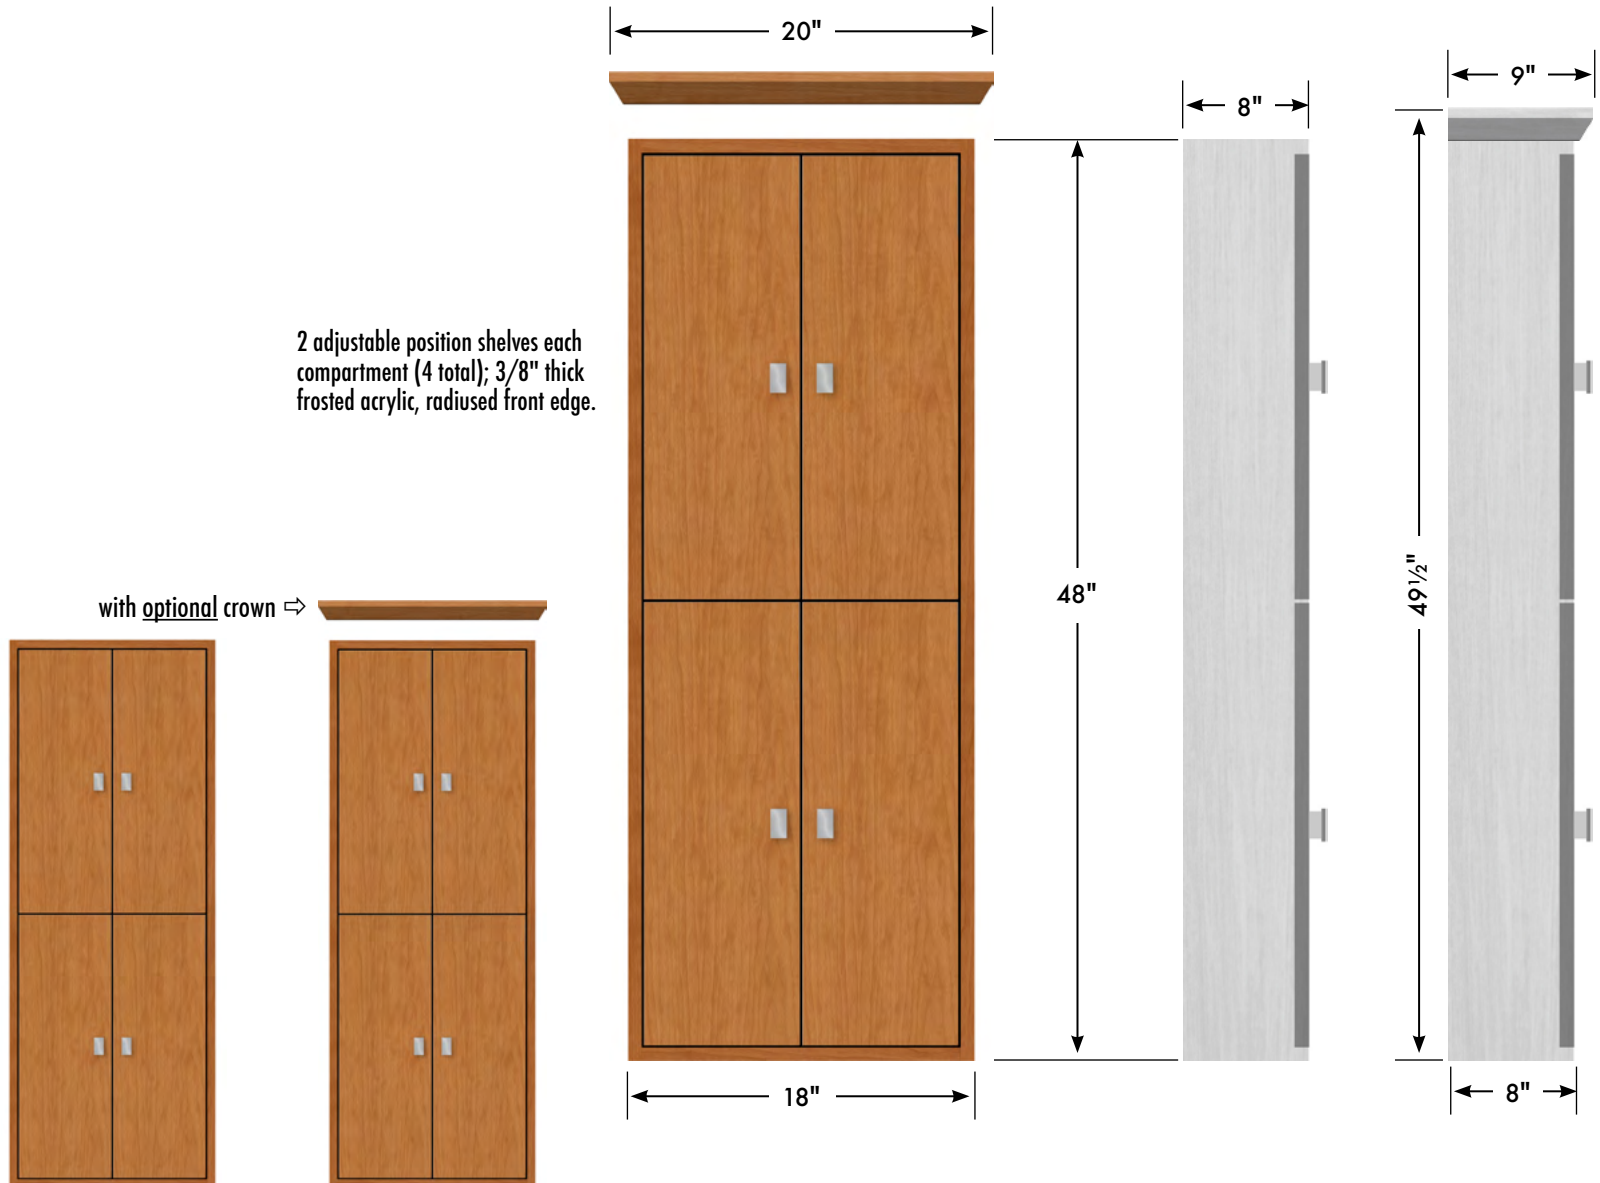 20"
9"
8"
2 adjustable position shelves each
compartment (4 total); 3/8" thick
frosted acrylic, radiused front edge.
48"
49½"
with optional crown ⇨
18"
8"